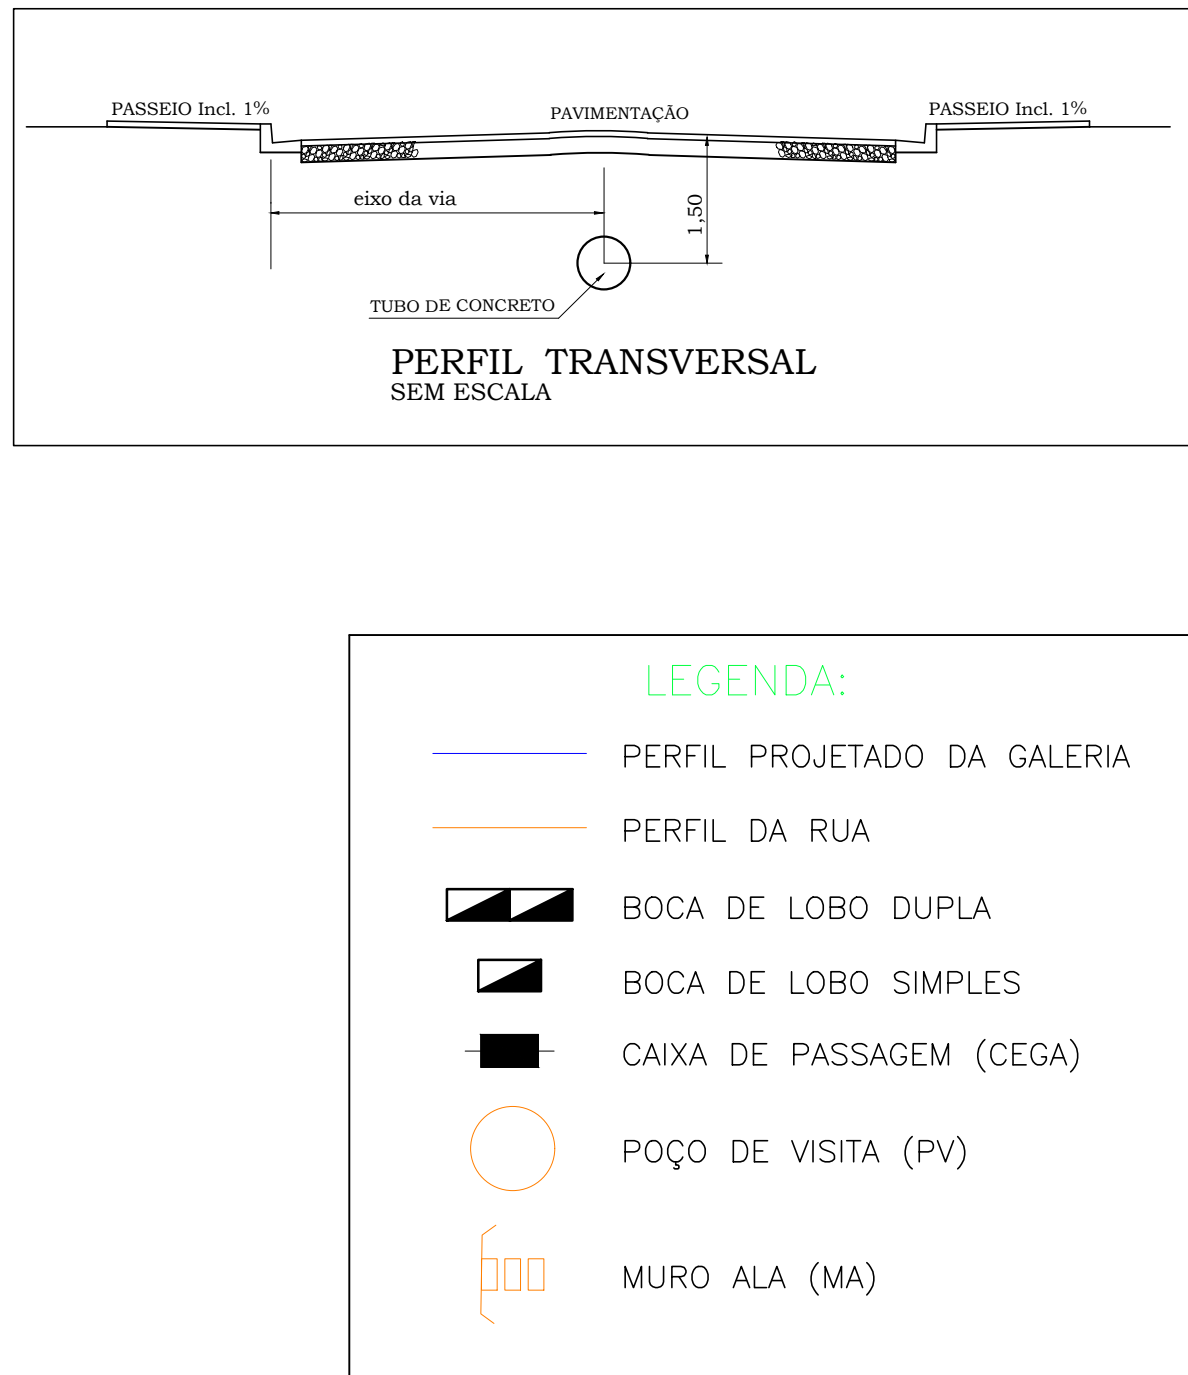 PASSEIO Incl. 1%
PAVIMENTAÇÃO
PASSEIO Incl. 1%
eixo da via
1,50
TUBO DE CONCRETO
PERFIL TRANSVERSAL
SEM ESCALA
LEGENDA:
PERFIL PROJETADO DA GALERIA
PERFIL DA RUA
BOCA DE LOBO DUPLA
BOCA DE LOBO SIMPLES
CAIXA DE PASSAGEM (CEGA)
POÇO DE VISITA (PV)
MURO ALA (MA)